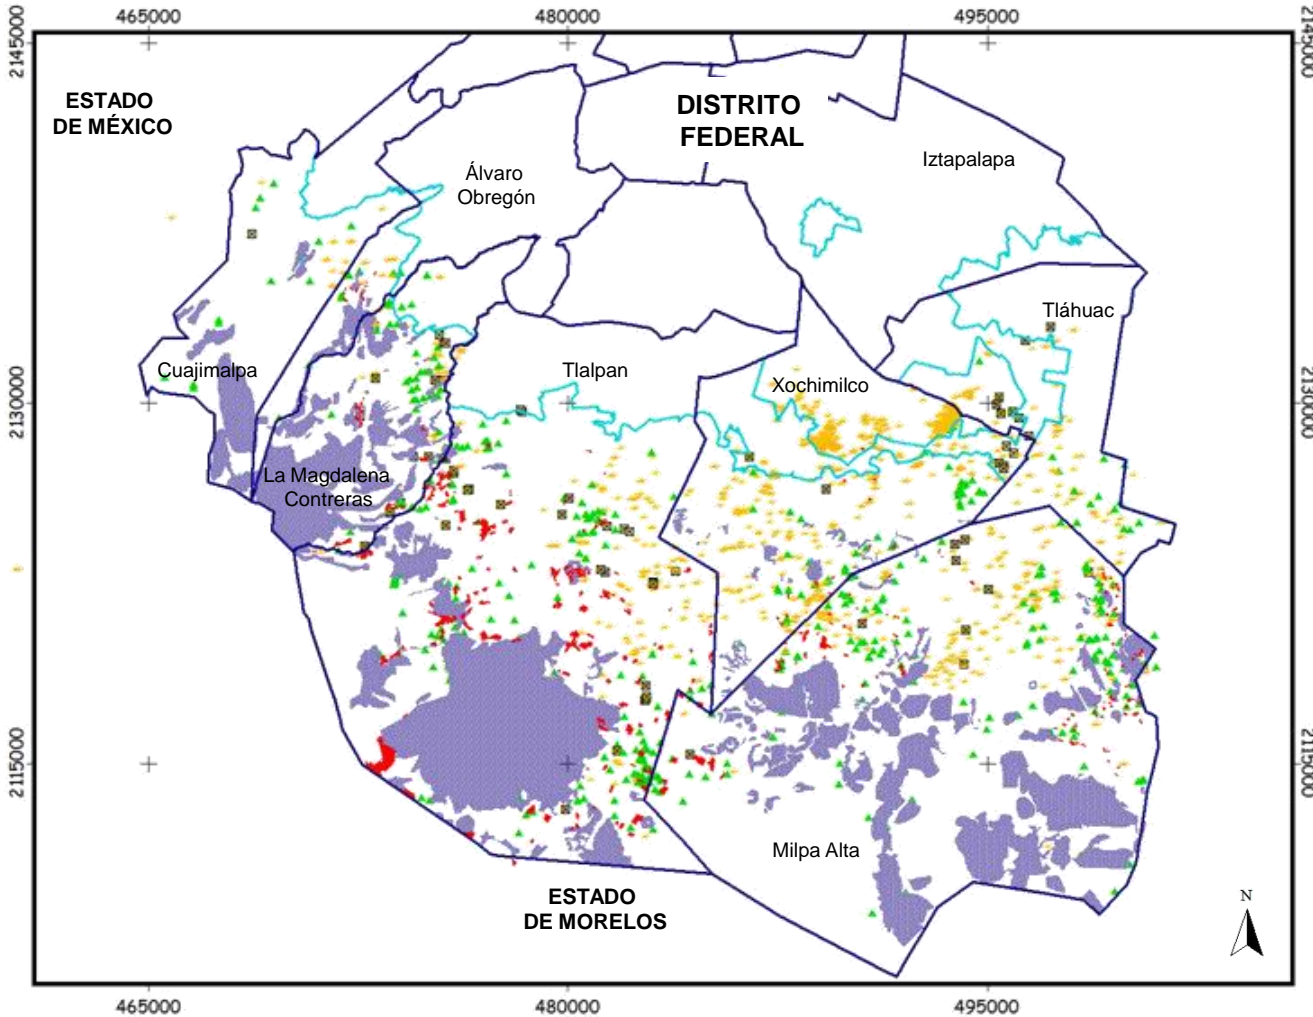 465000
480000
495000
2145000
2145000
ESTADO
DE MÉXICO
DISTRITO
FEDERAL
Iztapalapa
Álvaro
Obregón
Tláhuac
Cuajimalpa
Tlalpan
Xochimilco
2130000
2130000
La Magdalena
Contreras
2115000
2115000
Milpa Alta
ESTADO
DE MORELOS
N
465000
480000
495000